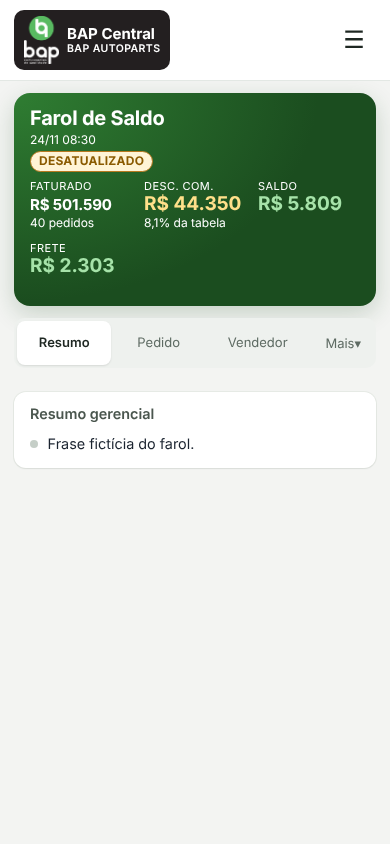 bap
BAP Central
BAP AUTOPARTS
Farol de Saldo
24/11 08:30
DESATUALIZADO
FATURADO
R$ 501.590
40 pedidos
DESC. COM.
R$ 44.350
8,1% da tabela
SALDO
R$ 5.809
FRETE
R$ 2.303
Resumo
Pedido
Vendedor
Mais▾
Resumo gerencial
Frase fictícia do farol.